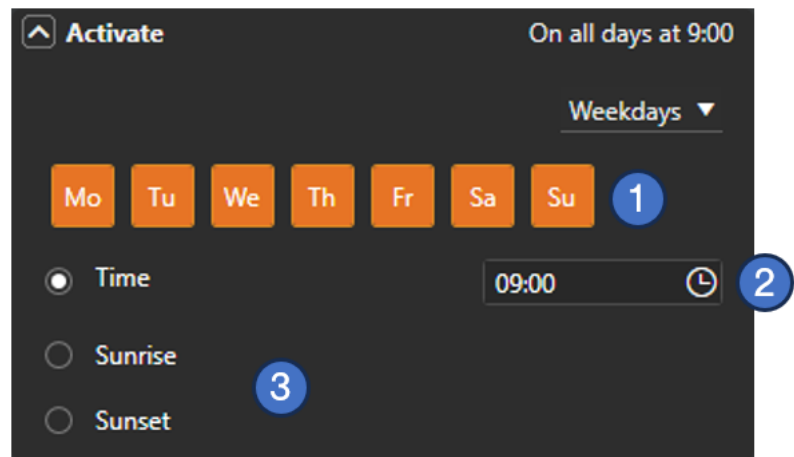 Activate On all days at 9:00
Weekdays
Mo Tu We Th Fr Sa Su 1
Time 09:00 2
Sunrise
3
Sunset